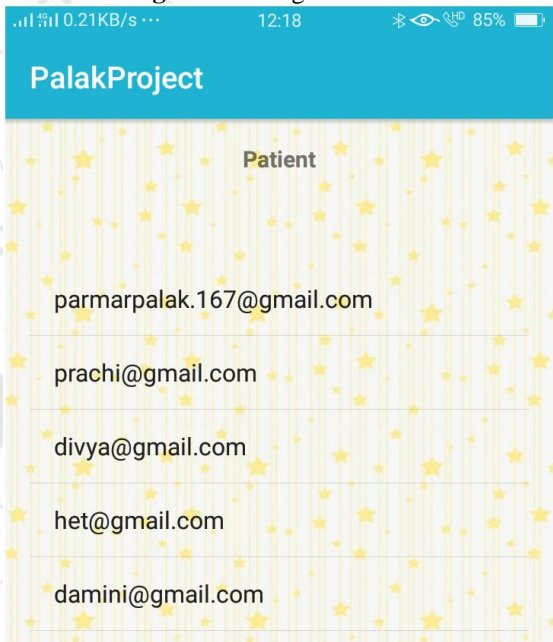 0.21KB/s ··· 12:18 HD 85%
PalakProject
Patient
parmarpalak.167@gmail.com
prachi@gmail.com
divya@gmail.com
het@gmail.com
damini@gmail.com